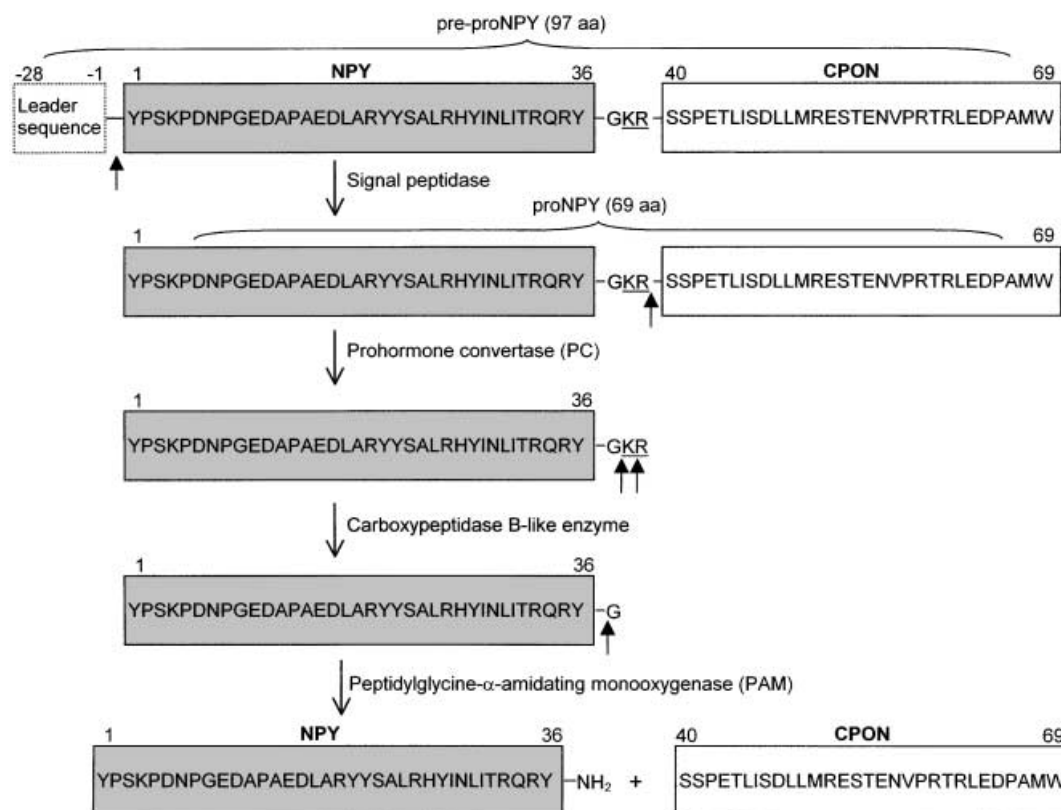 pre-proNPY (97 aa)
-28 -1 1 NPY 36 40 CPON 69
Leader sequence
YPSKPDNPGEDAPAEDLARYYSALRHYINLITRQRY GKR SSPETLISDLLMRESTENVPRTRLEDPAMW
Signal peptidase
proNPY (69 aa)
1 69
YPSKPDNPGEDAPAEDLARYYSALRHYINLITRQRY GKR SSPETLISDLLMRESTENVPRTRLEDPAMW
Prohormone convertase (PC)
1 36
YPSKPDNPGEDAPAEDLARYYSALRHYINLITRQRY GKR
Carboxypeptidase B-like enzyme
1 36
YPSKPDNPGEDAPAEDLARYYSALRHYINLITRQRY G
Peptidylglycine-α-amidating monooxygenase (PAM)
1 NPY 36 40 CPON 69
YPSKPDNPGEDAPAEDLARYYSALRHYINLITRQRY NH₂ + SSPETLISDLLMRESTENVPRTRLEDPAMW